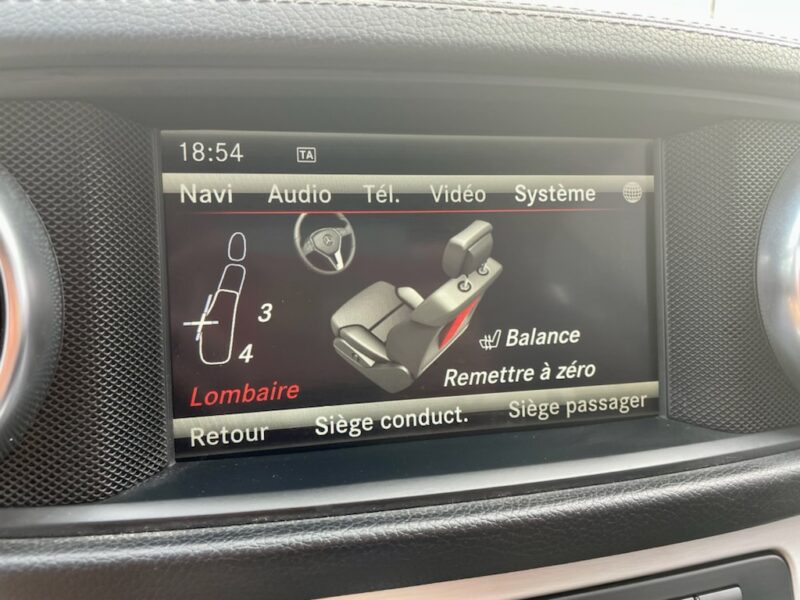 18:54 TA
Navi Audio Tél. Vidéo Système
3
4
Balance
Remettre à zéro
Lombaire
Retour Siège conduct. Siège passager